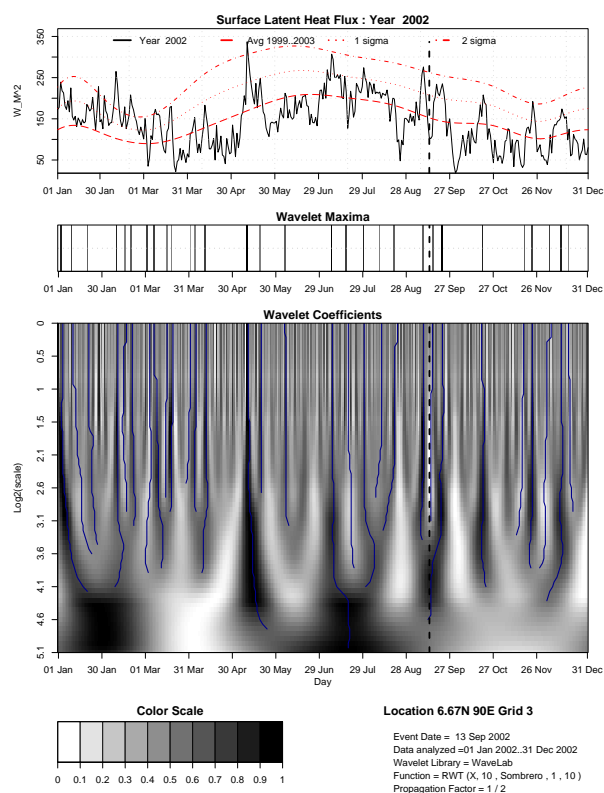 Surface Latent Heat Flux : Year 2002
Year 2002 Avg 1999..2003 1 sigma 2 sigma
W_M^2
350
250
150
50
01 Jan 30 Jan 01 Mar 31 Mar 30 Apr 30 May 29 Jun 29 Jul 28 Aug 27 Sep 27 Oct 26 Nov 31 Dec
Wavelet Maxima
01 Jan 30 Jan 01 Mar 31 Mar 30 Apr 30 May 29 Jun 29 Jul 28 Aug 27 Sep 27 Oct 26 Nov 31 Dec
Wavelet Coefficients
Log2(scale)
0
0.5
1
1.5
2.1
2.6
3.1
3.6
4.1
4.6
5.1
01 Jan 30 Jan 01 Mar 31 Mar 30 Apr 30 May 29 Jun 29 Jul 28 Aug 27 Sep 27 Oct 26 Nov 31 Dec
Day
Color Scale
0 0.1 0.2 0.3 0.4 0.5 0.6 0.7 0.8 0.9 1
Location 6.67N 90E Grid 3
Event Date = 13 Sep 2002
Data analyzed =01 Jan 2002..31 Dec 2002
Wavelet Library = WaveLab
Function = RWT (X, 10 , Sombrero , 1 , 10 )
Propagation Factor = 1 / 2